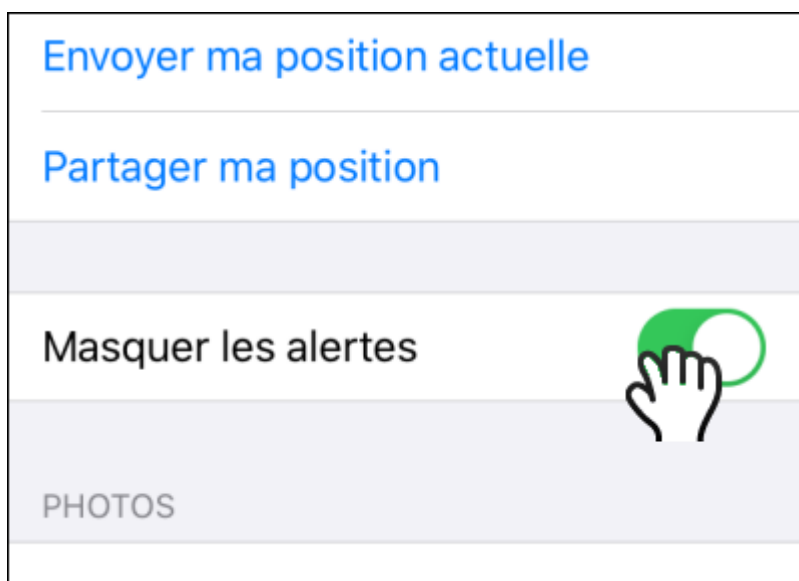 Envoyer ma position actuelle
Partager ma position
Masquer les alertes
PHOTOS